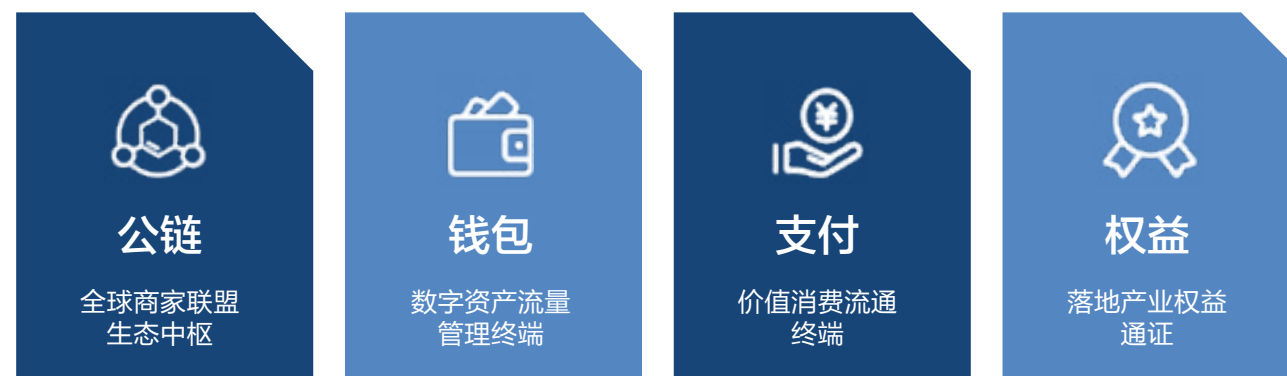 公链
全球商家联盟
生态中枢
钱包
数字资产流量
管理终端
支付
价值消费流通
终端
权益
落地产业权益
通证